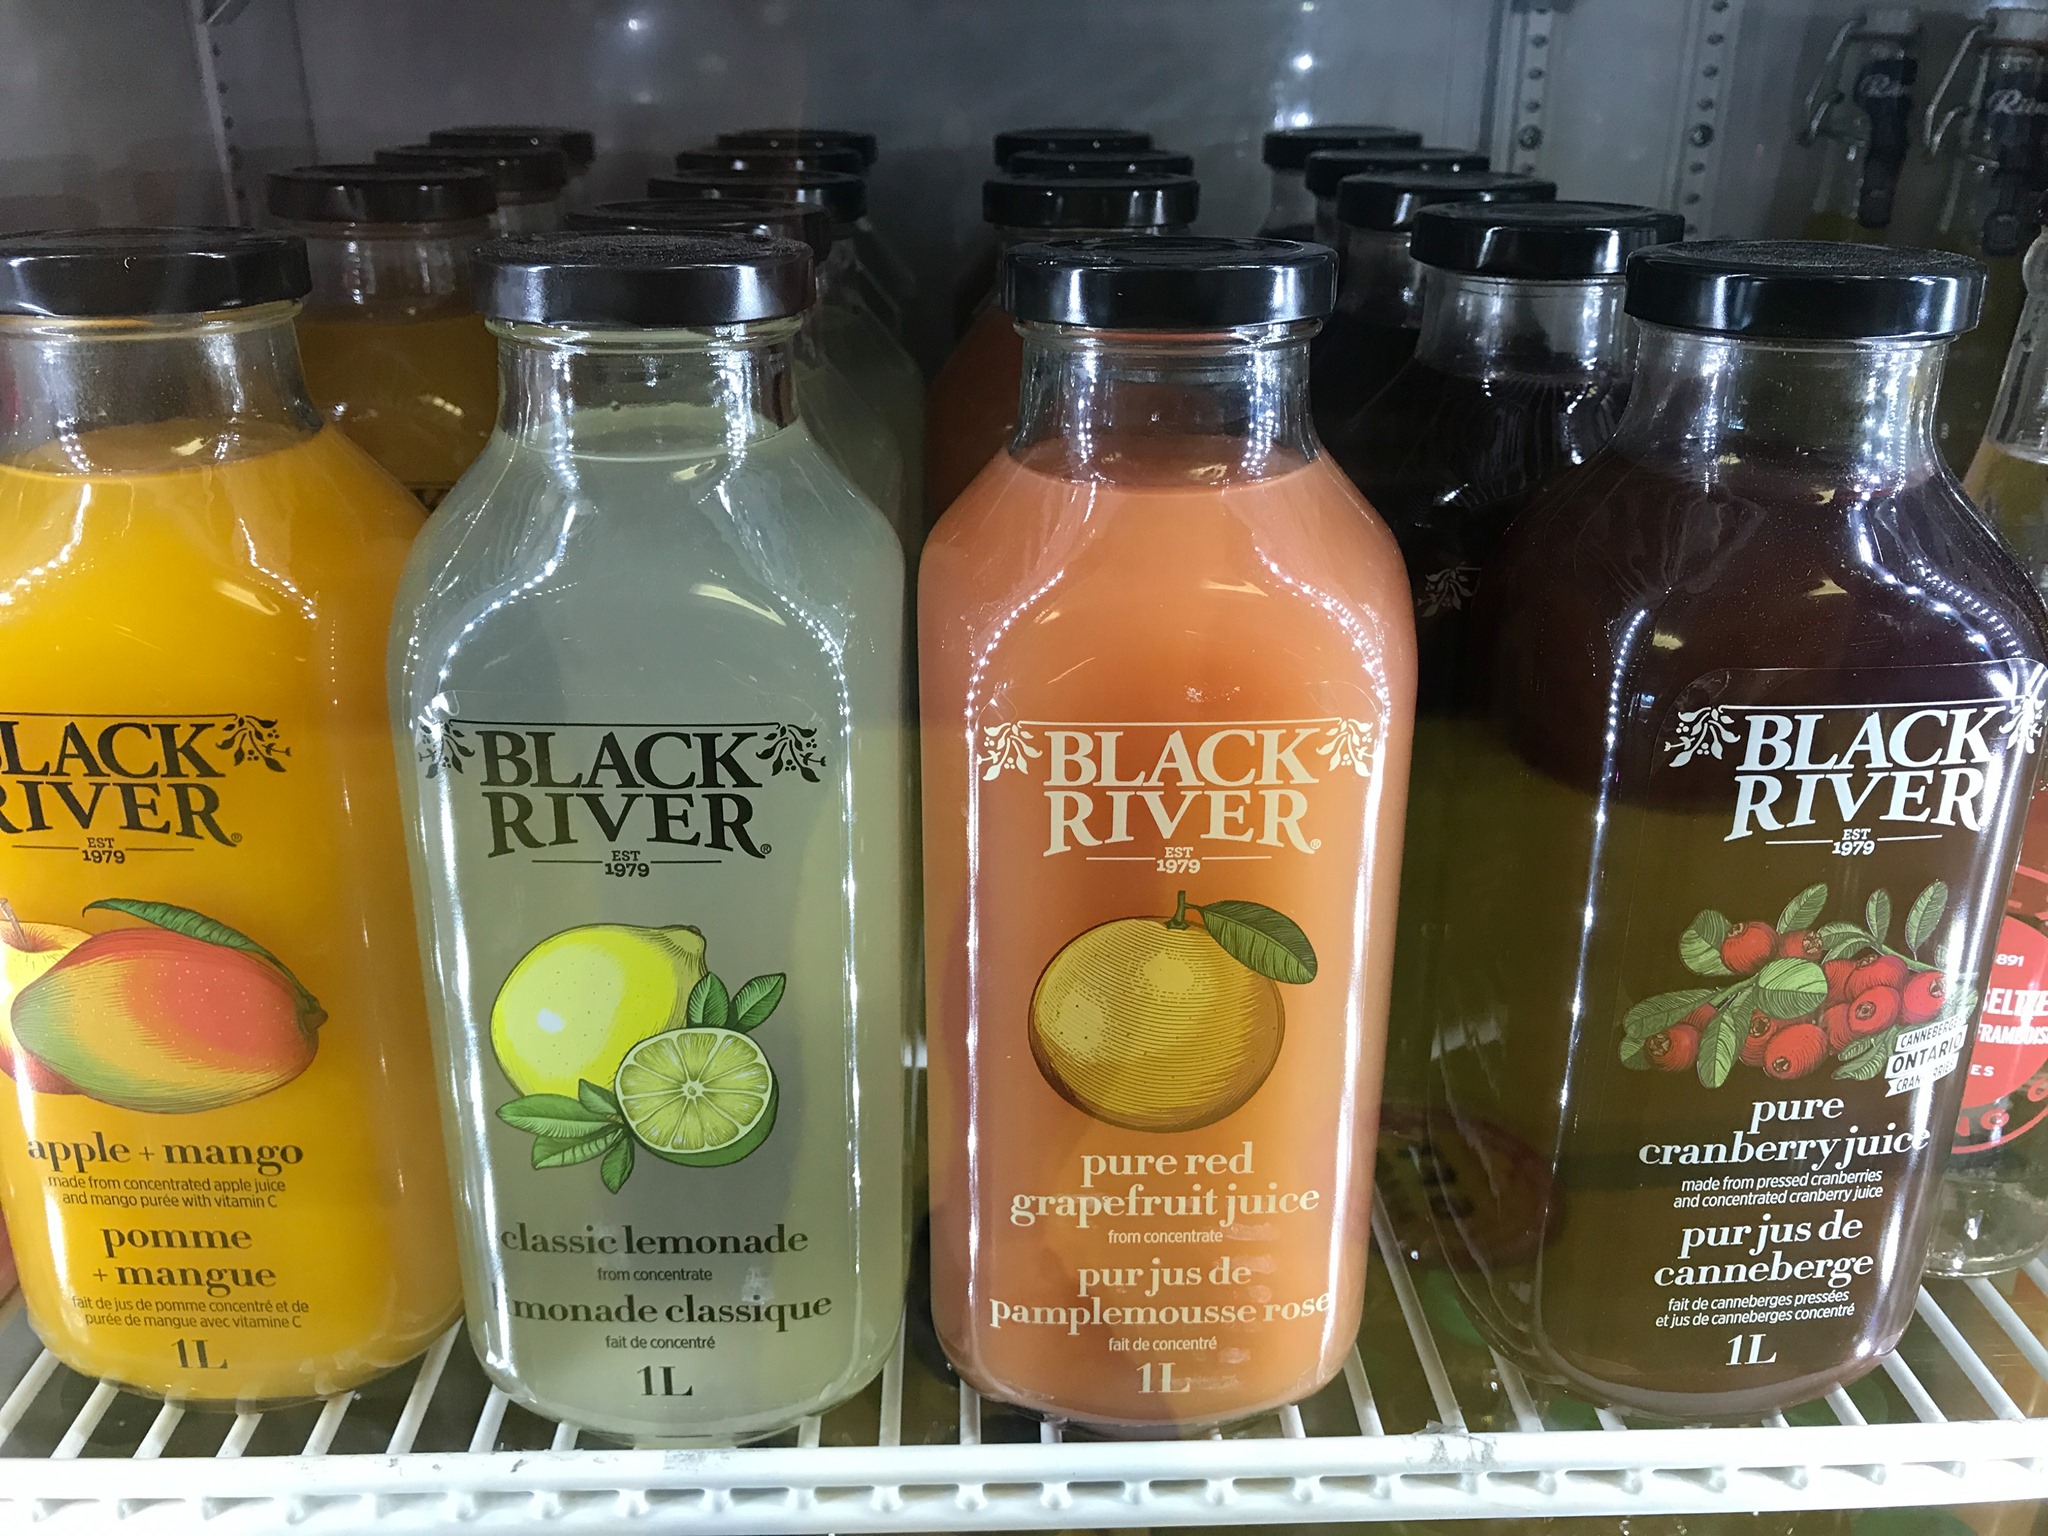 BLACK
RIVER
EST
1979
apple + mango
made from concentrated apple juice
and mango purée with vitamin C
pomme
+ mangue
fait de jus de pomme concentré et de
purée de mangue avec vitamine C
1L
BLACK
RIVER®
EST
1979
classic lemonade
from concentrate
limonade classique
fait de concentré
1L
BLACK
RIVER®
EST
1979
pure red
grapefruit juice
from concentrate
pur jus de
pamplemousse rose
fait de concentré
1L
BLACK
RIVER
EST
1979
CANNEBERGES
ONTARIO
CRANBERRIES
pure
cranberry juice
made from pressed cranberries
and concentrated cranberry juice
pur jus de
canneberge
fait de canneberges pressées
et jus de canneberges concentré
1L
891